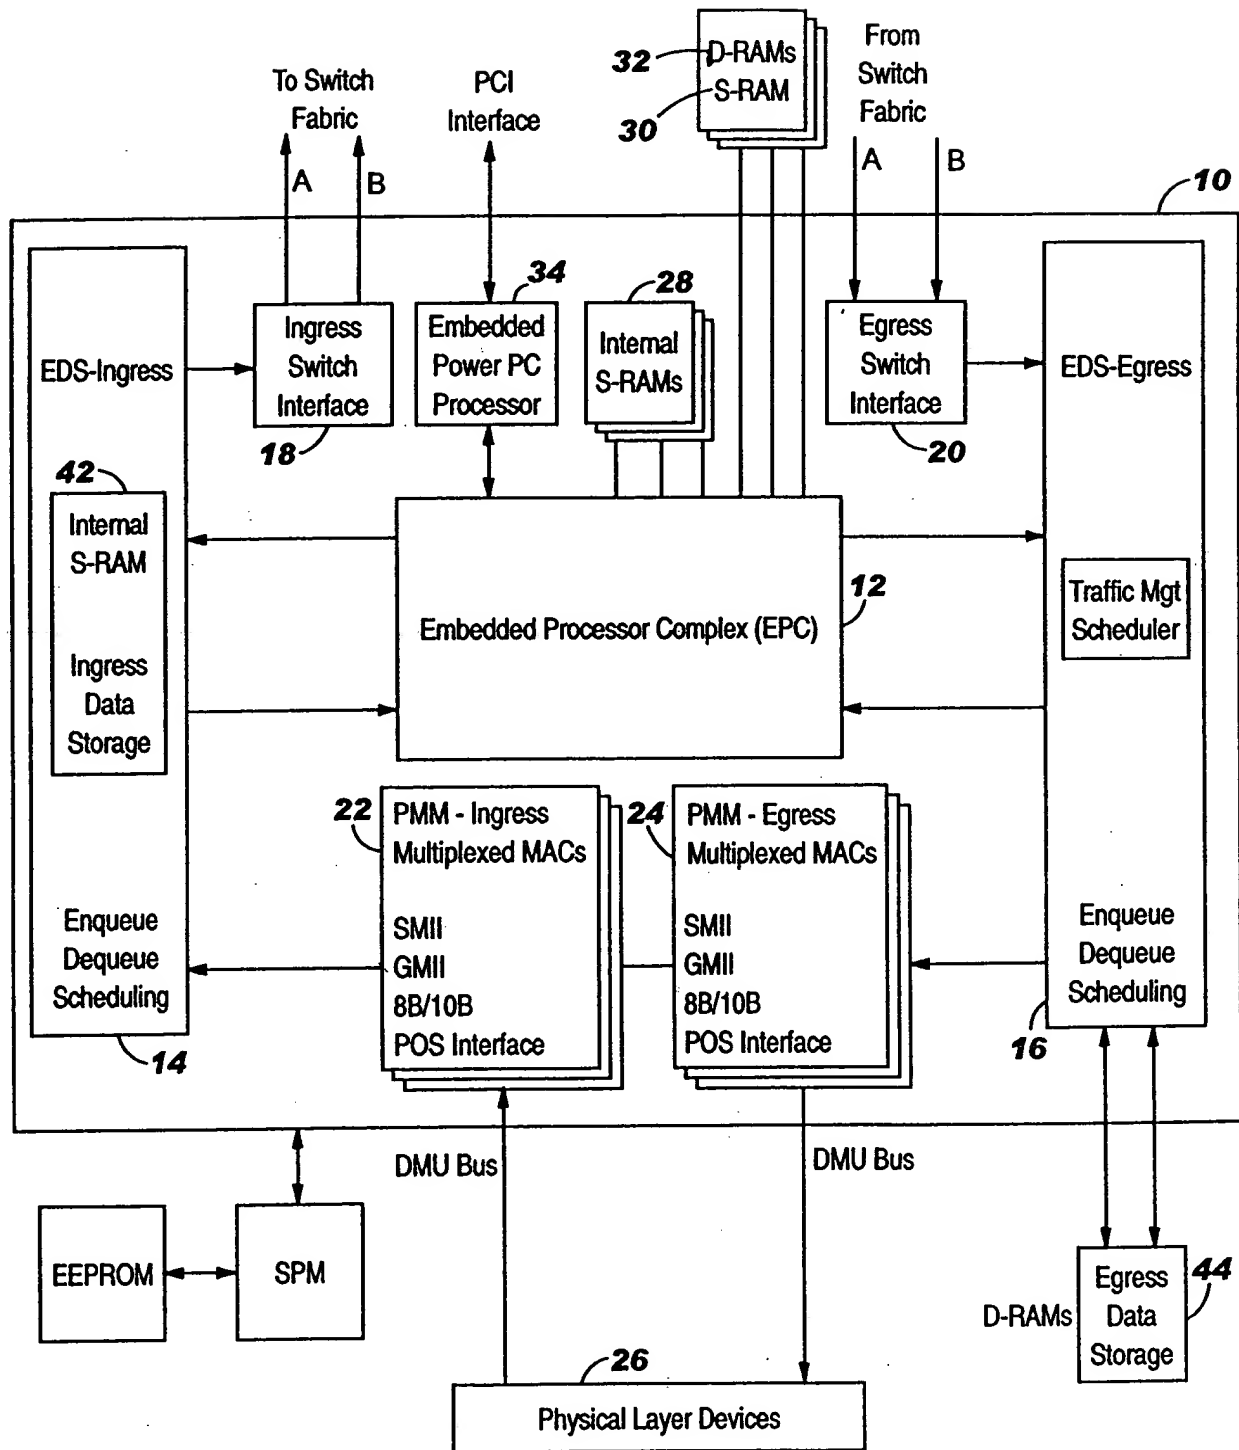 32
D-RAMs
S-RAM
30
From
Switch
Fabric
To Switch
Fabric
PCI
Interface
A
B
A
B
10
EDS-Ingress
Ingress
Switch
Interface
18
34
Embedded
Power PC
Processor
28
Internal
S-RAMs
Egress
Switch
Interface
20
EDS-Egress
42
Internal
S-RAM
Ingress
Data
Storage
Embedded Processor Complex (EPC)
12
Traffic Mgt
Scheduler
22
PMM - Ingress
Multiplexed MACs
SMII
GMII
8B/10B
POS Interface
24
PMM - Egress
Multiplexed MACs
SMII
GMII
8B/10B
POS Interface
Enqueue
Dequeue
Scheduling
14
Enqueue
Dequeue
Scheduling
16
DMU Bus
DMU Bus
EEPROM
SPM
D-RAMs
Egress
Data
Storage
44
26
Physical Layer Devices